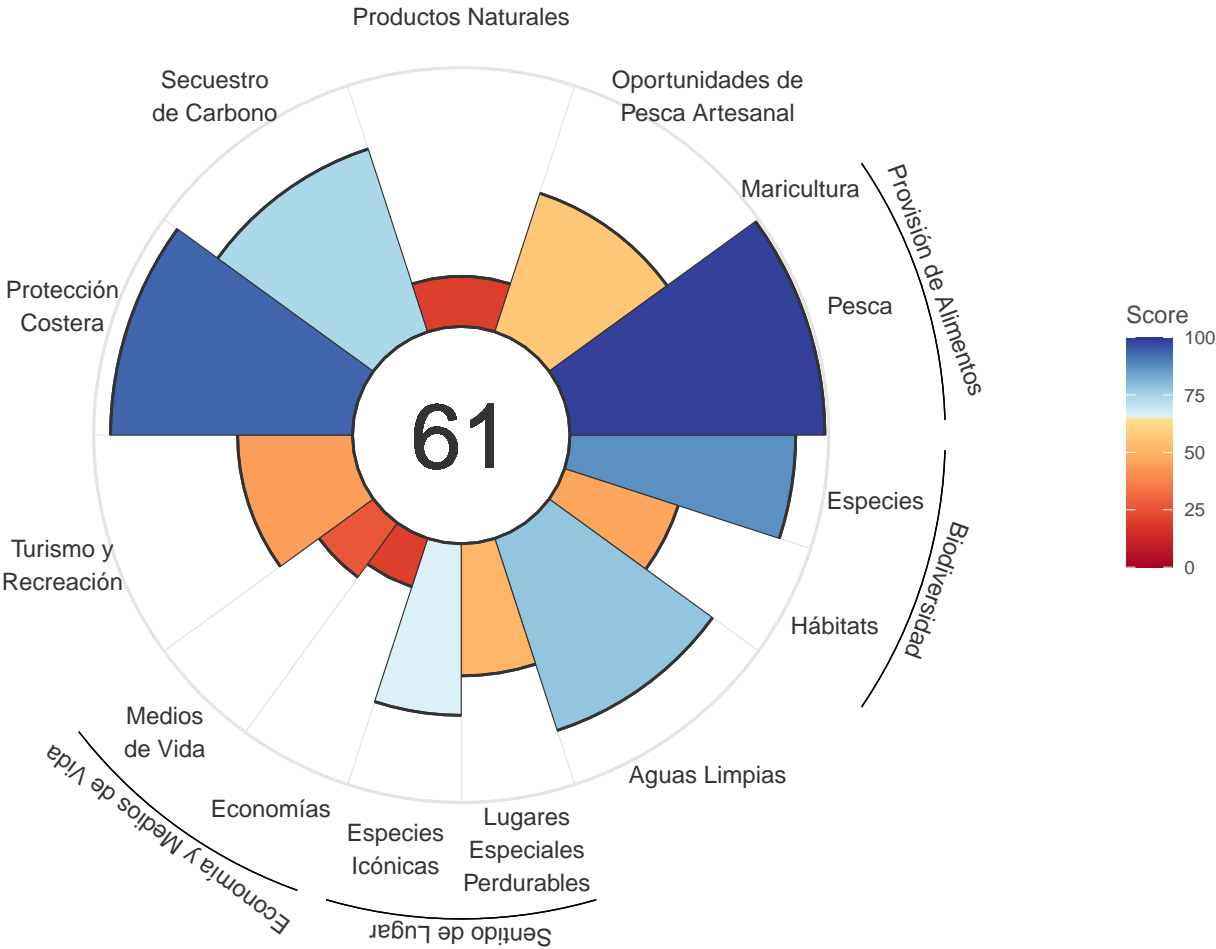 Productos Naturales
Secuestro
de Carbono
Oportunidades de
Pesca Artesanal
Maricultura
Provisión de Alimentos
Protección
Costera
Pesca
Score
100
75
50
25
0
61
Especies
Biodiversidad
Turismo y
Recreación
Hábitats
Medios
de Vida
Aguas Limpias
Economías
Especies
Icónicas
Lugares
Especiales
Perdurables
Economía y Medios de Vida
Sentido de Lugar